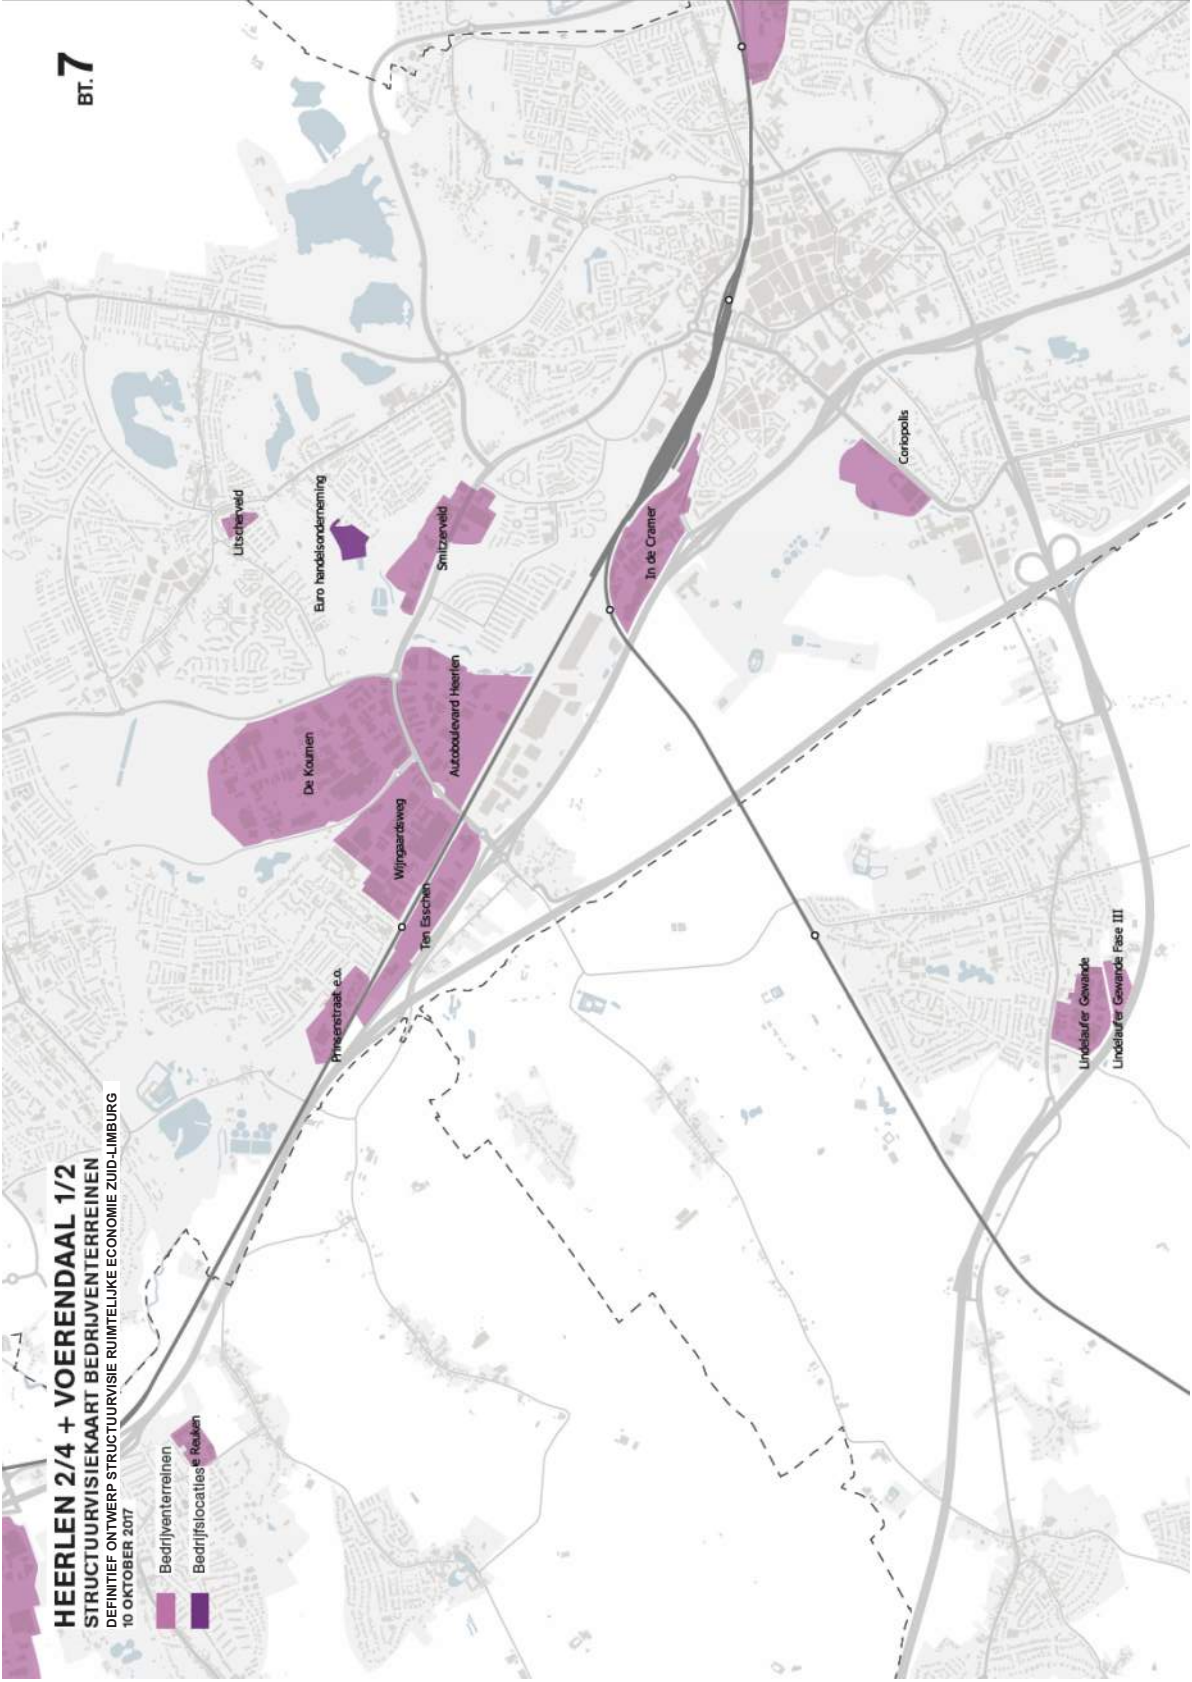 HEERLEN 2/4 + VOERENDAAL 1/2
STRUCTUURVISIEKAART BEDRIJVENTERREINEN
DEFINITIEF ONTWERP STRUCTUURVISIE RUIMTELIJKE ECONOMIE ZUID-LIMBURG
10 OKTOBER 2017
BT.7
Bedrijventerreinen
Bedrijfslocaties
e Reuken
Litscherveld
Euro handelsonderneming
Smitzerveld
De Koumen
Autoboulevard Heerlen
Wijngaardsweg
Ten Esschen
Prinsenstraat e.o.
In de Cramer
Coriopolis
Lindelaufer Gewande
Lindelaufer Gewande Fase III